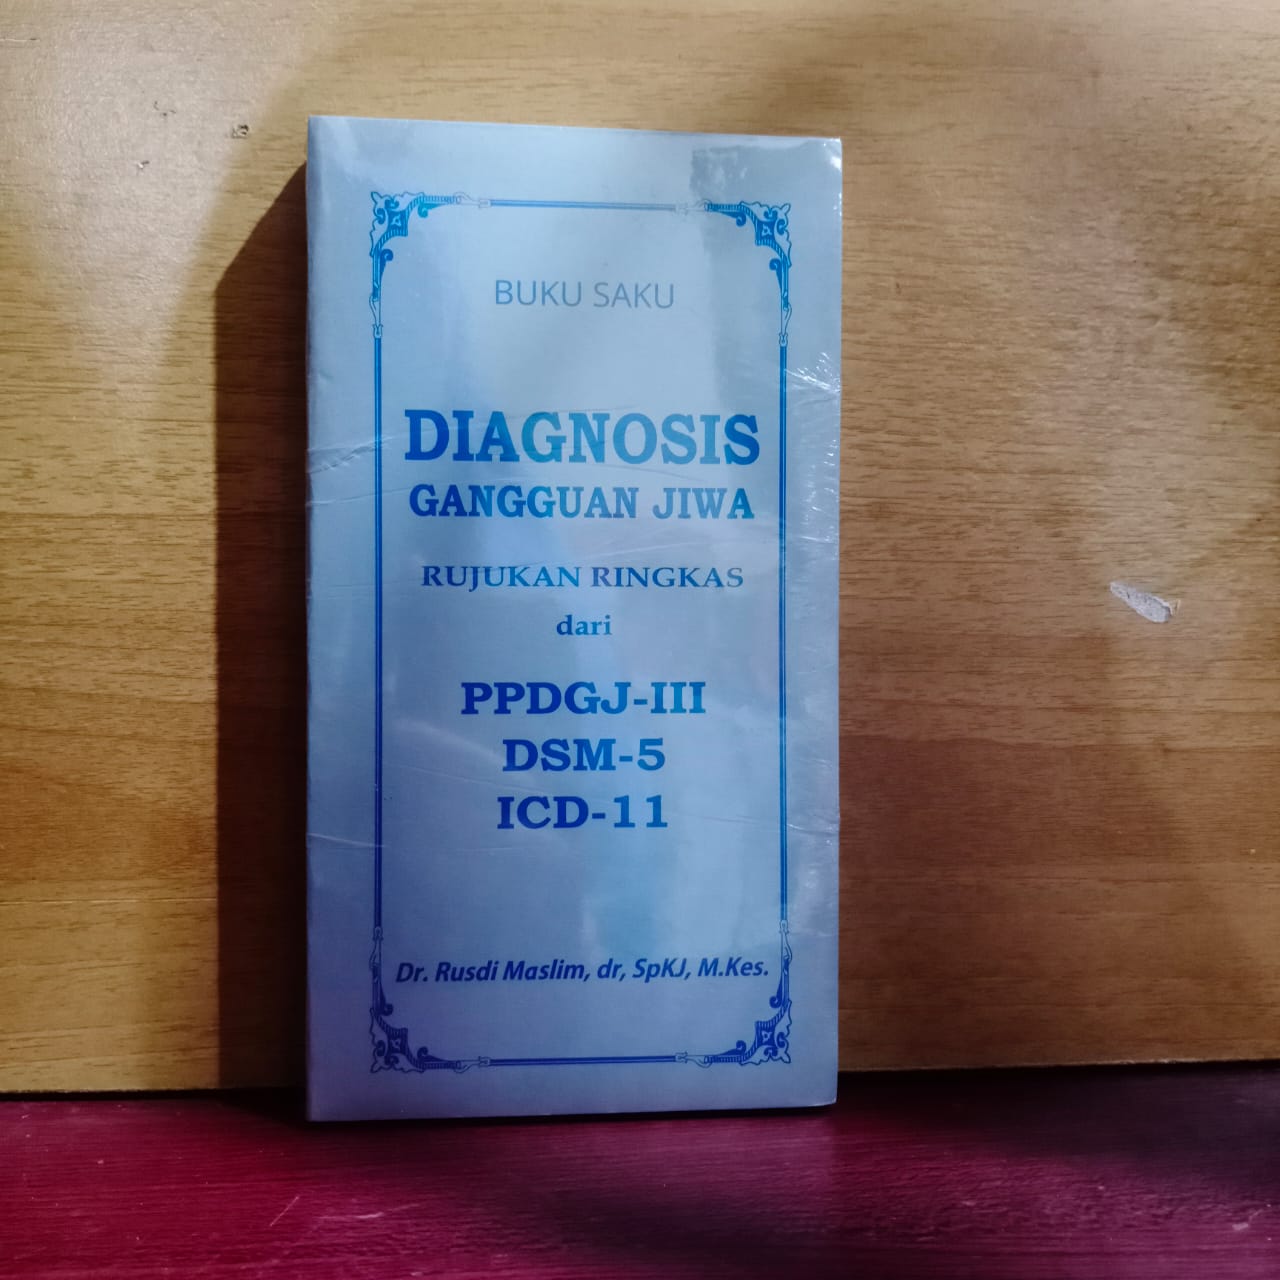 BUKU SAKU
DIAGNOSIS
GANGGUAN JIWA
RUJUKAN RINGKAS
dari
PPDGJ-III
DSM-5
ICD-11
Dr. Rusdi Maslim, dr, SpKJ, M.Kes.